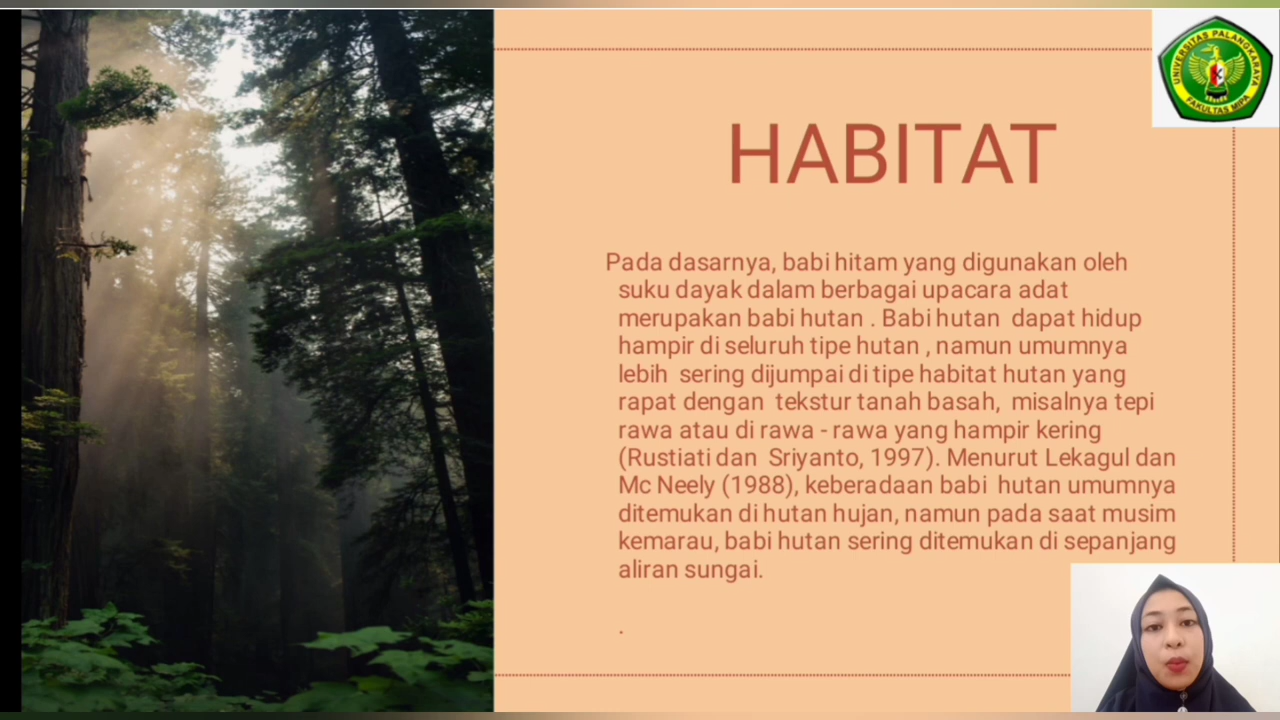 UNIVERSITAS PALANGKARAYA
FAKULTAS MIPA
HABITAT
Pada dasarnya, babi hitam yang digunakan oleh
suku dayak dalam berbagai upacara adat
merupakan babi hutan . Babi hutan  dapat hidup
hampir di seluruh tipe hutan , namun umumnya
lebih  sering dijumpai di tipe habitat hutan yang
rapat dengan  tekstur tanah basah,  misalnya tepi
rawa atau di rawa - rawa yang hampir kering
(Rustiati dan  Sriyanto, 1997). Menurut Lekagul dan
Mc Neely (1988), keberadaan babi  hutan umumnya
ditemukan di hutan hujan, namun pada saat musim
kemarau, babi hutan sering ditemukan di sepanjang
aliran sungai.
.